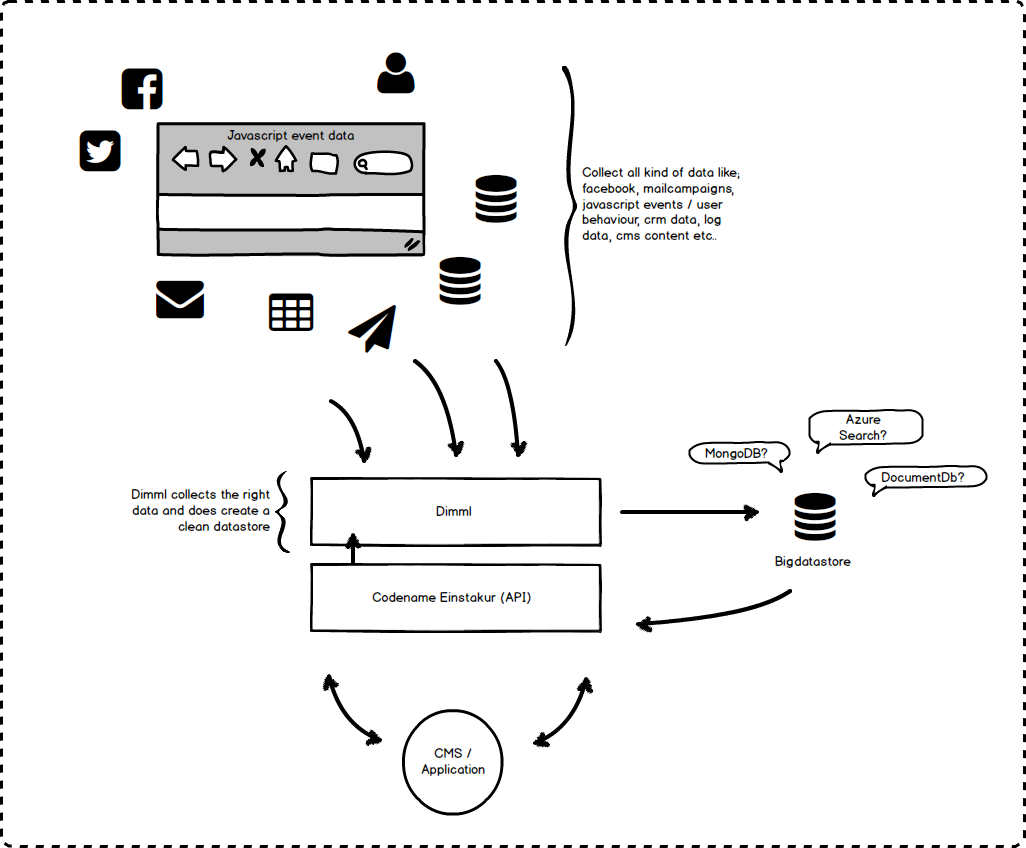 Javascript event data
Collect all kind of data like;
facebook, mailcampaigns,
javascript events / user
behaviour, crm data, log
data, cms content etc..
Azure
Search?
MongoDB?
DocumentDb?
Dimml collects the right
data and does create a
clean datastore
Dimml
Bigdatastore
Codename Einstakur (API)
CMS /
Application